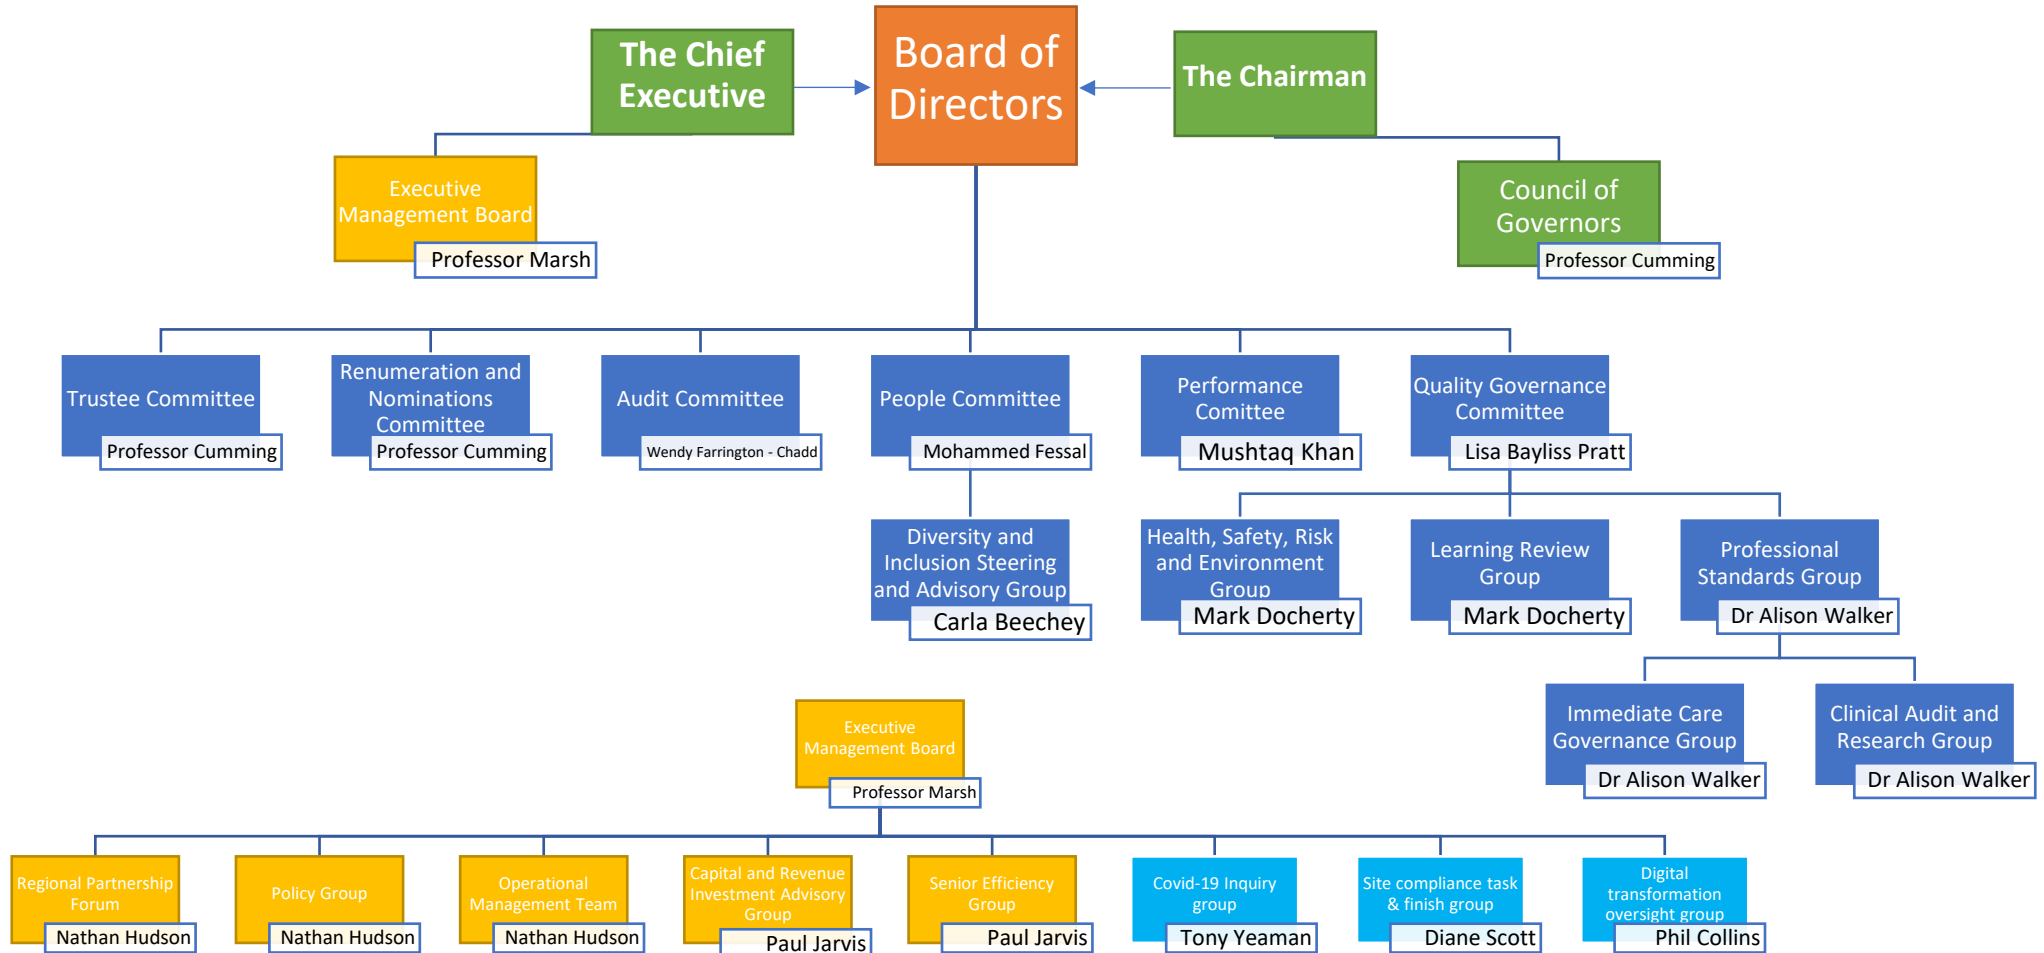 The Chief
Executive
Board of
Directors
The Chairman
Executive
Management Board
Professor Marsh
Council of
Governors
Professor Cumming
Trustee Committee
Professor Cumming
Renumeration and
Nominations
Committee
Professor Cumming
Audit Committee
Wendy Farrington - Chadd
People Committee
Mohammed Fessal
Performance
Comittee
Mushtaq Khan
Quality Governance
Committee
Lisa Bayliss Pratt
Diversity and
Inclusion Steering
and Advisory Group
Carla Beechey
Health, Safety, Risk
and Environment
Group
Mark Docherty
Learning Review
Group
Mark Docherty
Professional
Standards Group
Dr Alison Walker
Immediate Care
Governance Group
Dr Alison Walker
Clinical Audit and
Research Group
Dr Alison Walker
Executive
Management Board
Professor Marsh
Regional Partnership
Forum
Nathan Hudson
Policy Group
Nathan Hudson
Operational
Management Team
Nathan Hudson
Capital and Revenue
Investment Advisory
Group
Paul Jarvis
Senior Efficiency
Group
Paul Jarvis
Covid-19 Inquiry
group
Tony Yeaman
Site compliance task
& finish group
Diane Scott
Digital
transformation
oversight group
Phil Collins